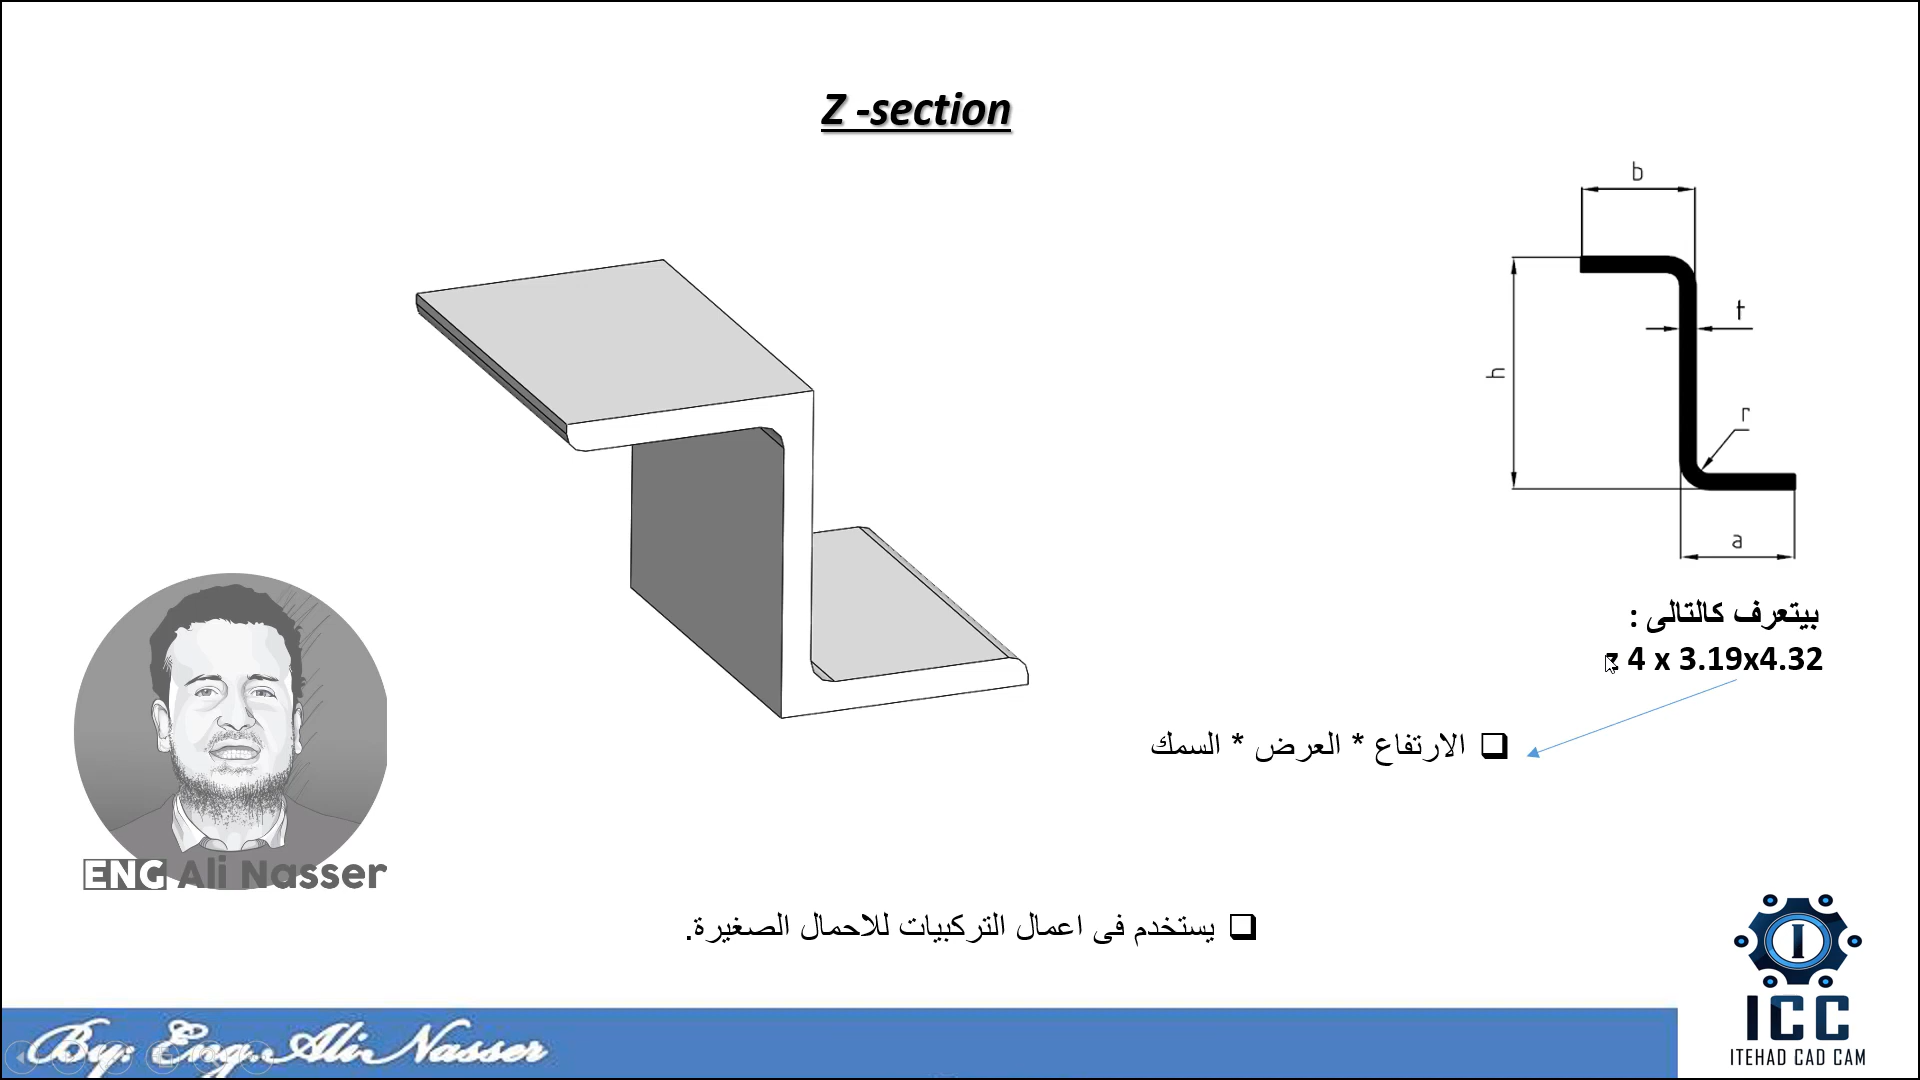 Z -section
b
t
h
r
a
بيتعرف كالتالى :
z 4 x 3.19x4.32
❑ الارتفاع * العرض * السمك
ENG Ali Nasser
❑ يستخدم فى اعمال التركبيات للاحمال الصغيرة.
By: Eng. Ali Nasser
I
ICC
ITEHAD CAD CAM